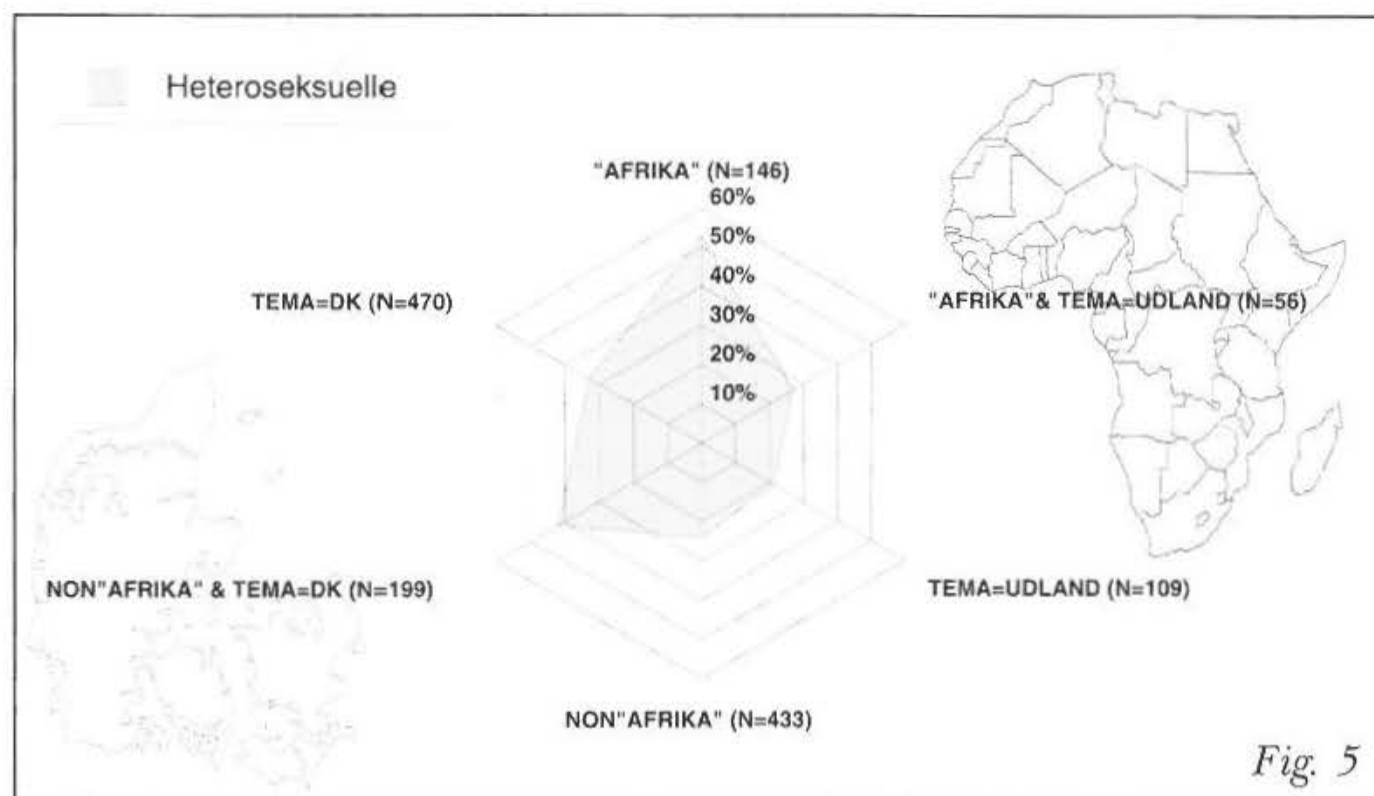 Heteroseksuelle
"AFRIKA" (N=146)
60%
50%
40%
30%
20%
10%
TEMA=DK (N=470)
"AFRIKA"& TEMA=UDLAND (N=56)
NON"AFRIKA" & TEMA=DK (N=199)
TEMA=UDLAND (N=109)
NON"AFRIKA" (N=433)
Fig. 5